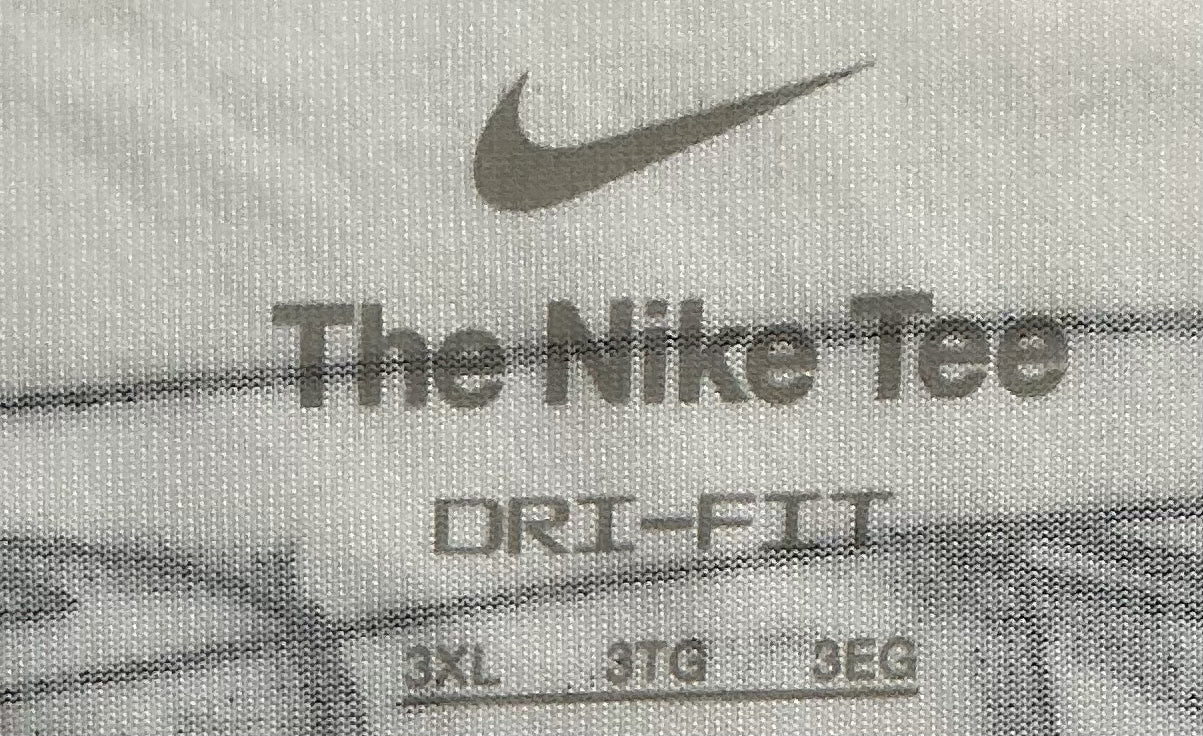 The Nike Tee
DRI-FIT
3XL 3TG 3EG